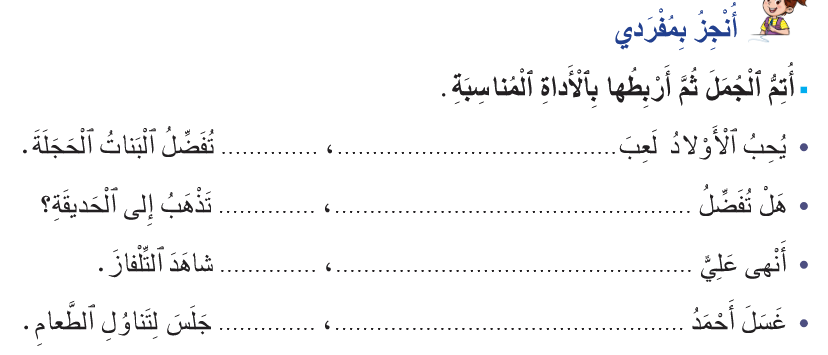 أُنْجِزُ بِمُفْرَدي
أُتِمُّ ٱلْجُمَلَ ثُمَّ أَرْبِطُها بِٱلْأَداةِ ٱلْمُناسِبَةِ .
• يُحِبُ ٱلْأَوْلادُ لَعِبَ......................................، ............. تُفَضِّلُ ٱلْبَناتُ ٱلْحَجَلَةَ .
• هَلْ تُفَضِّلُ .................................................، ............. تَذْهَبُ إِلى ٱلْحَديقَةِ؟
• أَنْهى عَلِيٌّ .................................................، ............. شاهَدَ ٱلتِّلْفازَ .
• غَسَلَ أَحْمَدُ ................................................، ............. جَلَسَ لِتَناوُلِ ٱلطَّعامِ .